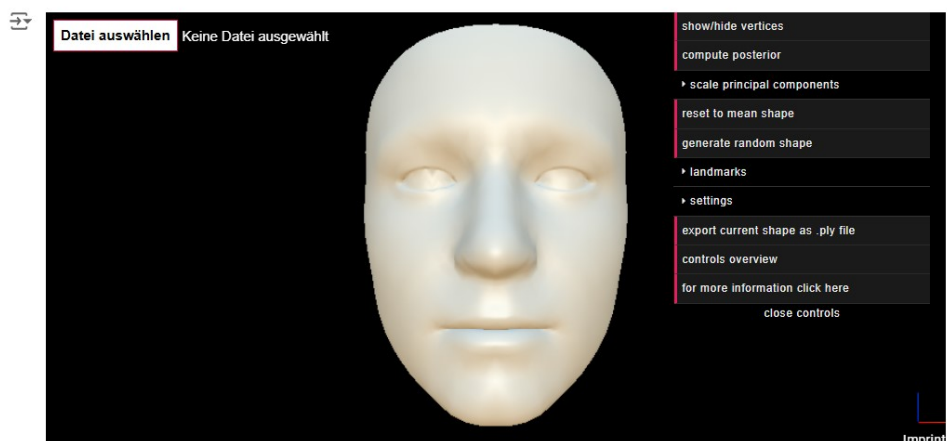 Datei auswählen Keine Datei ausgewählt
show/hide vertices
compute posterior
scale principal components
reset to mean shape
generate random shape
landmarks
settings
export current shape as .ply file
controls overview
for more information click here
close controls
Imprint